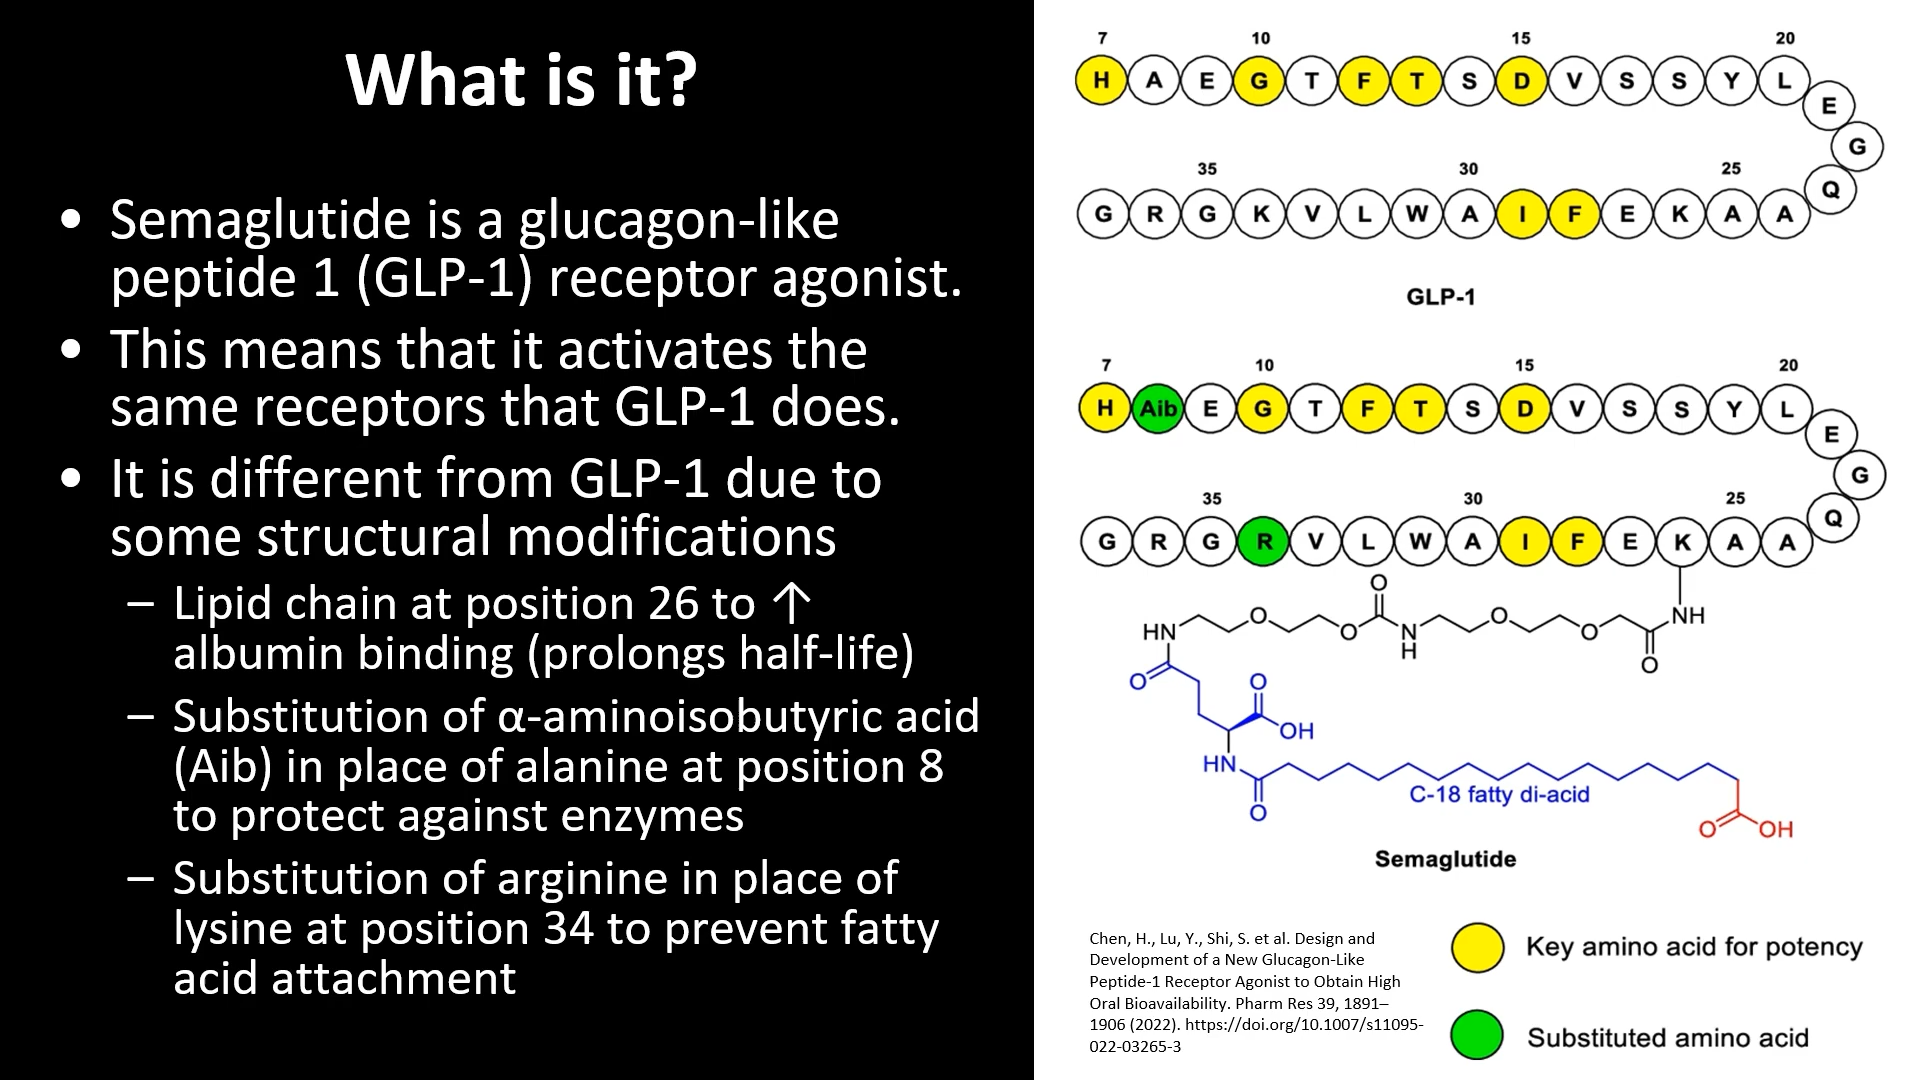 What is it?
• Semaglutide is a glucagon-like
peptide 1 (GLP-1) receptor agonist.
• This means that it activates the
same receptors that GLP-1 does.
• It is different from GLP-1 due to
some structural modifications
– Lipid chain at position 26 to ↑
albumin binding (prolongs half-life)
– Substitution of α-aminoisobutyric acid
(Aib) in place of alanine at position 8
to protect against enzymes
– Substitution of arginine in place of
lysine at position 34 to prevent fatty
acid attachment
7 10 15 20
H A E G T F T S D V S S Y L
E
G
Q
35 30 25
G R G K V L W A I F E K A A
GLP-1
7 10 15 20
H Aib E G T F T S D V S S Y L
E
G
Q
35 30 25
G R G R V L W A I F E K A A
O
HN O O N H O O NH
O
O O
OH
HN
C-18 fatty di-acid
O
O OH
Semaglutide
Chen, H., Lu, Y., Shi, S. et al. Design and
Development of a New Glucagon-Like
Peptide-1 Receptor Agonist to Obtain High
Oral Bioavailability. Pharm Res 39, 1891–
1906 (2022). https://doi.org/10.1007/s11095-
022-03265-3
Key amino acid for potency
Substituted amino acid